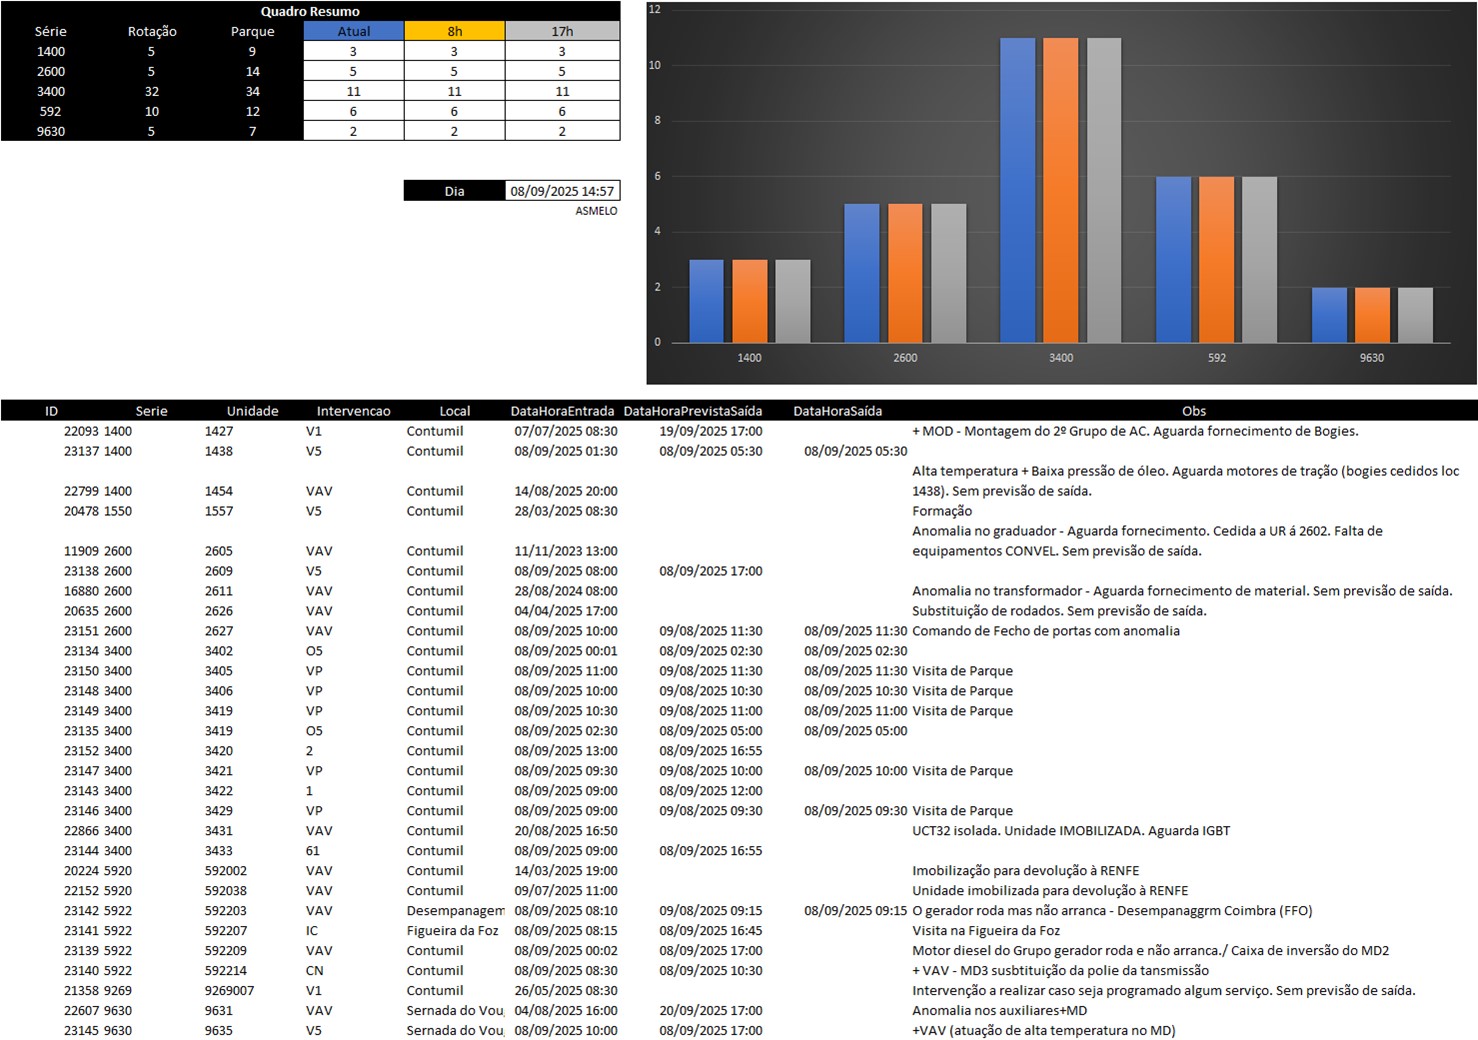 Quadro Resumo
Série Rotação Parque Atual 8h 17h
1400 5 9 3 3 3
2600 5 14 5 5 5
3400 32 34 11 11 11
592 10 12 6 6 6
9630 5 7 2 2 2
Dia 08/09/2025 14:57
ASMELO
12
10
8
6
4
2
0
1400 2600 3400 592 9630
ID Serie Unidade Intervencao Local DataHoraEntrada DataHoraPrevistaSaída DataHoraSaída Obs
22093 1400 1427 V1 Contumil 07/07/2025 08:30 19/09/2025 17:00 + MOD - Montagem do 2º Grupo de AC. Aguarda fornecimento de Bogies.
23137 1400 1438 V5 Contumil 08/09/2025 01:30 08/09/2025 05:30 08/09/2025 05:30
Alta temperatura + Baixa pressão de óleo. Aguarda motores de tração (bogies cedidos loc
22799 1400 1454 VAV Contumil 14/08/2025 20:00 1438). Sem previsão de saída.
20478 1550 1557 V5 Contumil 28/03/2025 08:30 Formação
Anomalia no graduador - Aguarda fornecimento. Cedida a UR á 2602. Falta de
11909 2600 2605 VAV Contumil 11/11/2023 13:00 equipamentos CONVEL. Sem previsão de saída.
23138 2600 2609 V5 Contumil 08/09/2025 08:00 08/09/2025 17:00
16880 2600 2611 VAV Contumil 28/08/2024 08:00 Anomalia no transformador - Aguarda fornecimento de material. Sem previsão de saída.
20635 2600 2626 VAV Contumil 04/04/2025 17:00 Substituição de rodados. Sem previsão de saída.
23151 2600 2627 VAV Contumil 08/09/2025 10:00 09/08/2025 11:30 08/09/2025 11:30 Comando de Fecho de portas com anomalia
23134 3400 3402 O5 Contumil 08/09/2025 00:01 08/09/2025 02:30 08/09/2025 02:30
23150 3400 3405 VP Contumil 08/09/2025 11:00 09/08/2025 11:30 08/09/2025 11:30 Visita de Parque
23148 3400 3406 VP Contumil 08/09/2025 10:00 09/08/2025 10:30 08/09/2025 10:30 Visita de Parque
23149 3400 3419 VP Contumil 08/09/2025 10:30 09/08/2025 11:00 08/09/2025 11:00 Visita de Parque
23135 3400 3419 O5 Contumil 08/09/2025 02:30 08/09/2025 05:00 08/09/2025 05:00
23152 3400 3420 2 Contumil 08/09/2025 13:00 08/09/2025 16:55
23147 3400 3421 VP Contumil 08/09/2025 09:30 09/08/2025 10:00 08/09/2025 10:00 Visita de Parque
23143 3400 3422 1 Contumil 08/09/2025 09:00 08/09/2025 12:00
23146 3400 3429 VP Contumil 08/09/2025 09:00 09/08/2025 09:30 08/09/2025 09:30 Visita de Parque
22866 3400 3431 VAV Contumil 20/08/2025 16:50 UCT32 isolada. Unidade IMOBILIZADA. Aguarda IGBT
23144 3400 3433 61 Contumil 08/09/2025 09:00 08/09/2025 16:55
20224 5920 592002 VAV Contumil 14/03/2025 19:00 Imobilização para devolução à RENFE
22152 5920 592038 VAV Contumil 09/07/2025 11:00 Unidade imobilizada para devolução à RENFE
23142 5922 592203 VAV Desempanagem 08/09/2025 08:10 09/08/2025 09:15 08/09/2025 09:15 O gerador roda mas não arranca - Desempanaggrm Coimbra (FFO)
23141 5922 592207 IC Figueira da Foz 08/09/2025 08:15 08/09/2025 16:45 Visita na Figueira da Foz
23139 5922 592209 VAV Contumil 08/09/2025 00:02 08/09/2025 17:00 Motor diesel do Grupo gerador roda e não arranca./ Caixa de inversão do MD2
23140 5922 592214 CN Contumil 08/09/2025 08:30 08/09/2025 10:30 + VAV - MD3 susbtituição da polie da tansmissão
21358 9269 9269007 V1 Contumil 26/05/2025 08:30 Intervenção a realizar caso seja programado algum serviço. Sem previsão de saída.
22607 9630 9631 VAV Sernada do Vou 04/08/2025 16:00 20/09/2025 17:00 Anomalia nos auxiliares+MD
23145 9630 9635 V5 Sernada do Vou 08/09/2025 10:00 08/09/2025 17:00 +VAV (atuação de alta temperatura no MD)